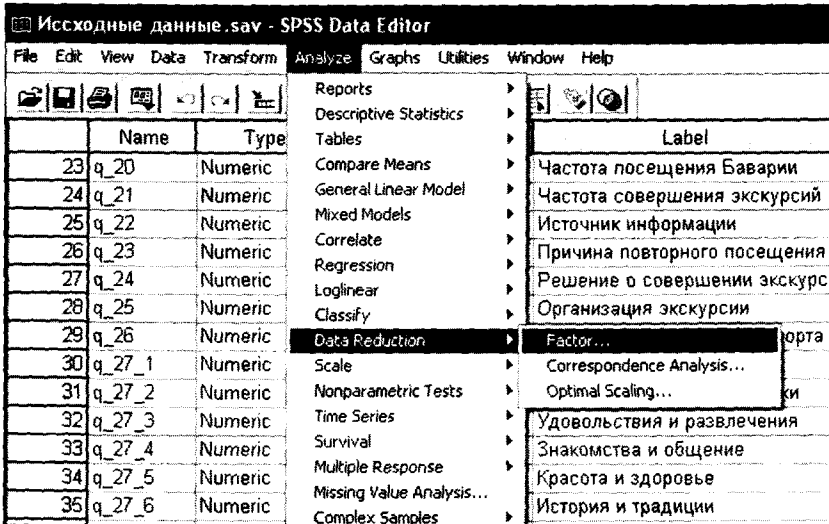 Иссходные данные.sav - SPSS Data Editor
File Edit View Data Transform Analyze Graphs Utilities Window Help
Reports
Descriptive Statistics
Name Type Tables Label
23 q_20 Numeric Compare Means Частота посещения Баварии
24 q_21 Numeric General Linear Model Частота совершения экскурсий
25 q_22 Numeric Mixed Models Источник информации
26 q_23 Numeric Correlate Причина повторного посещения
27 q_24 Numeric Regression Решение о совершении экскурс
Loglinear
28 q_25 Numeric Classify Организация экскурсии
29 q_26 Numeric Data Reduction Factor... орта
30 q_27_1 Numeric Scale Correspondence Analysis...
31 q_27_2 Numeric Nonparametric Tests Optimal Scaling... ки
32 q_27_3 Numeric Time Series Удовольствия и развлечения
33 q_27_4 Numeric Survival Знакомства и общение
34 q_27_5 Numeric Multiple Response Красота и здоровье
35 q_27_6 Numeric Missing Value Analysis... История и традиции
Complex Samples